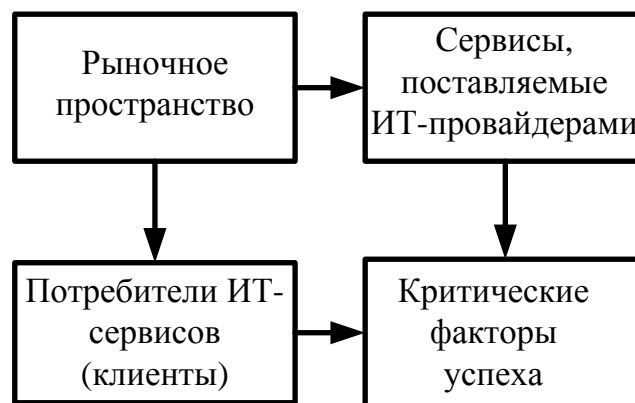 Рыночное
пространство
Сервисы,
поставляемые
ИТ-провайдерами
Потребители ИТ-
сервисов
(клиенты)
Критические
факторы
успеха